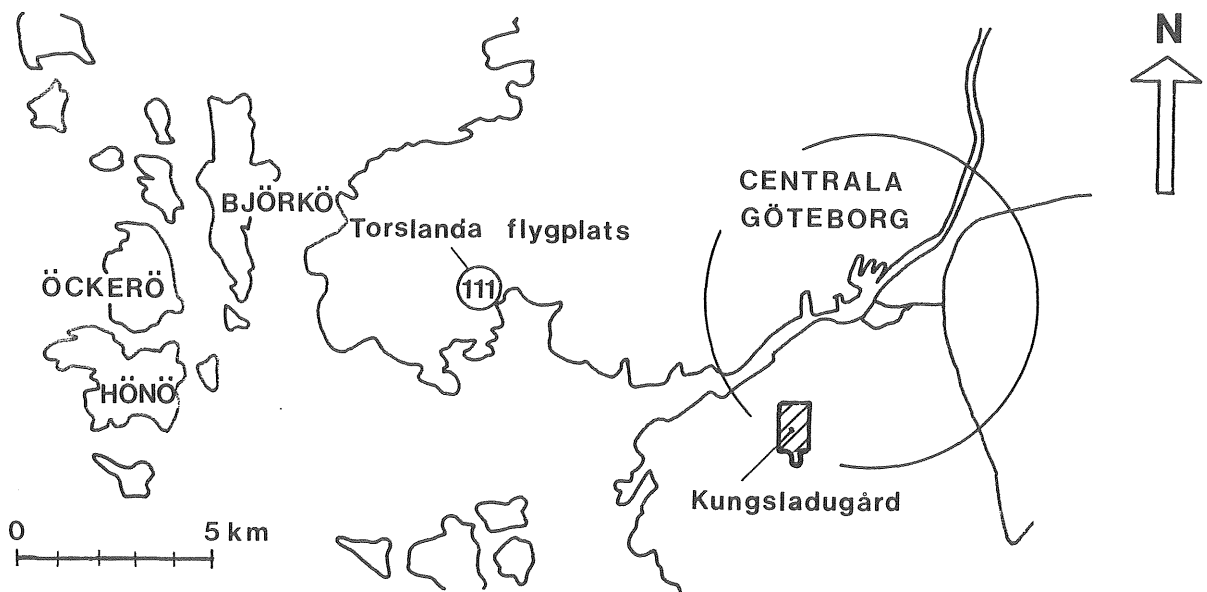 N
CENTRALA
GÖTEBORG
BJÖRKÖ
Torslanda flygplats
ÖCKERÖ
111
HÖNÖ
Kungsladugård
0 5 km